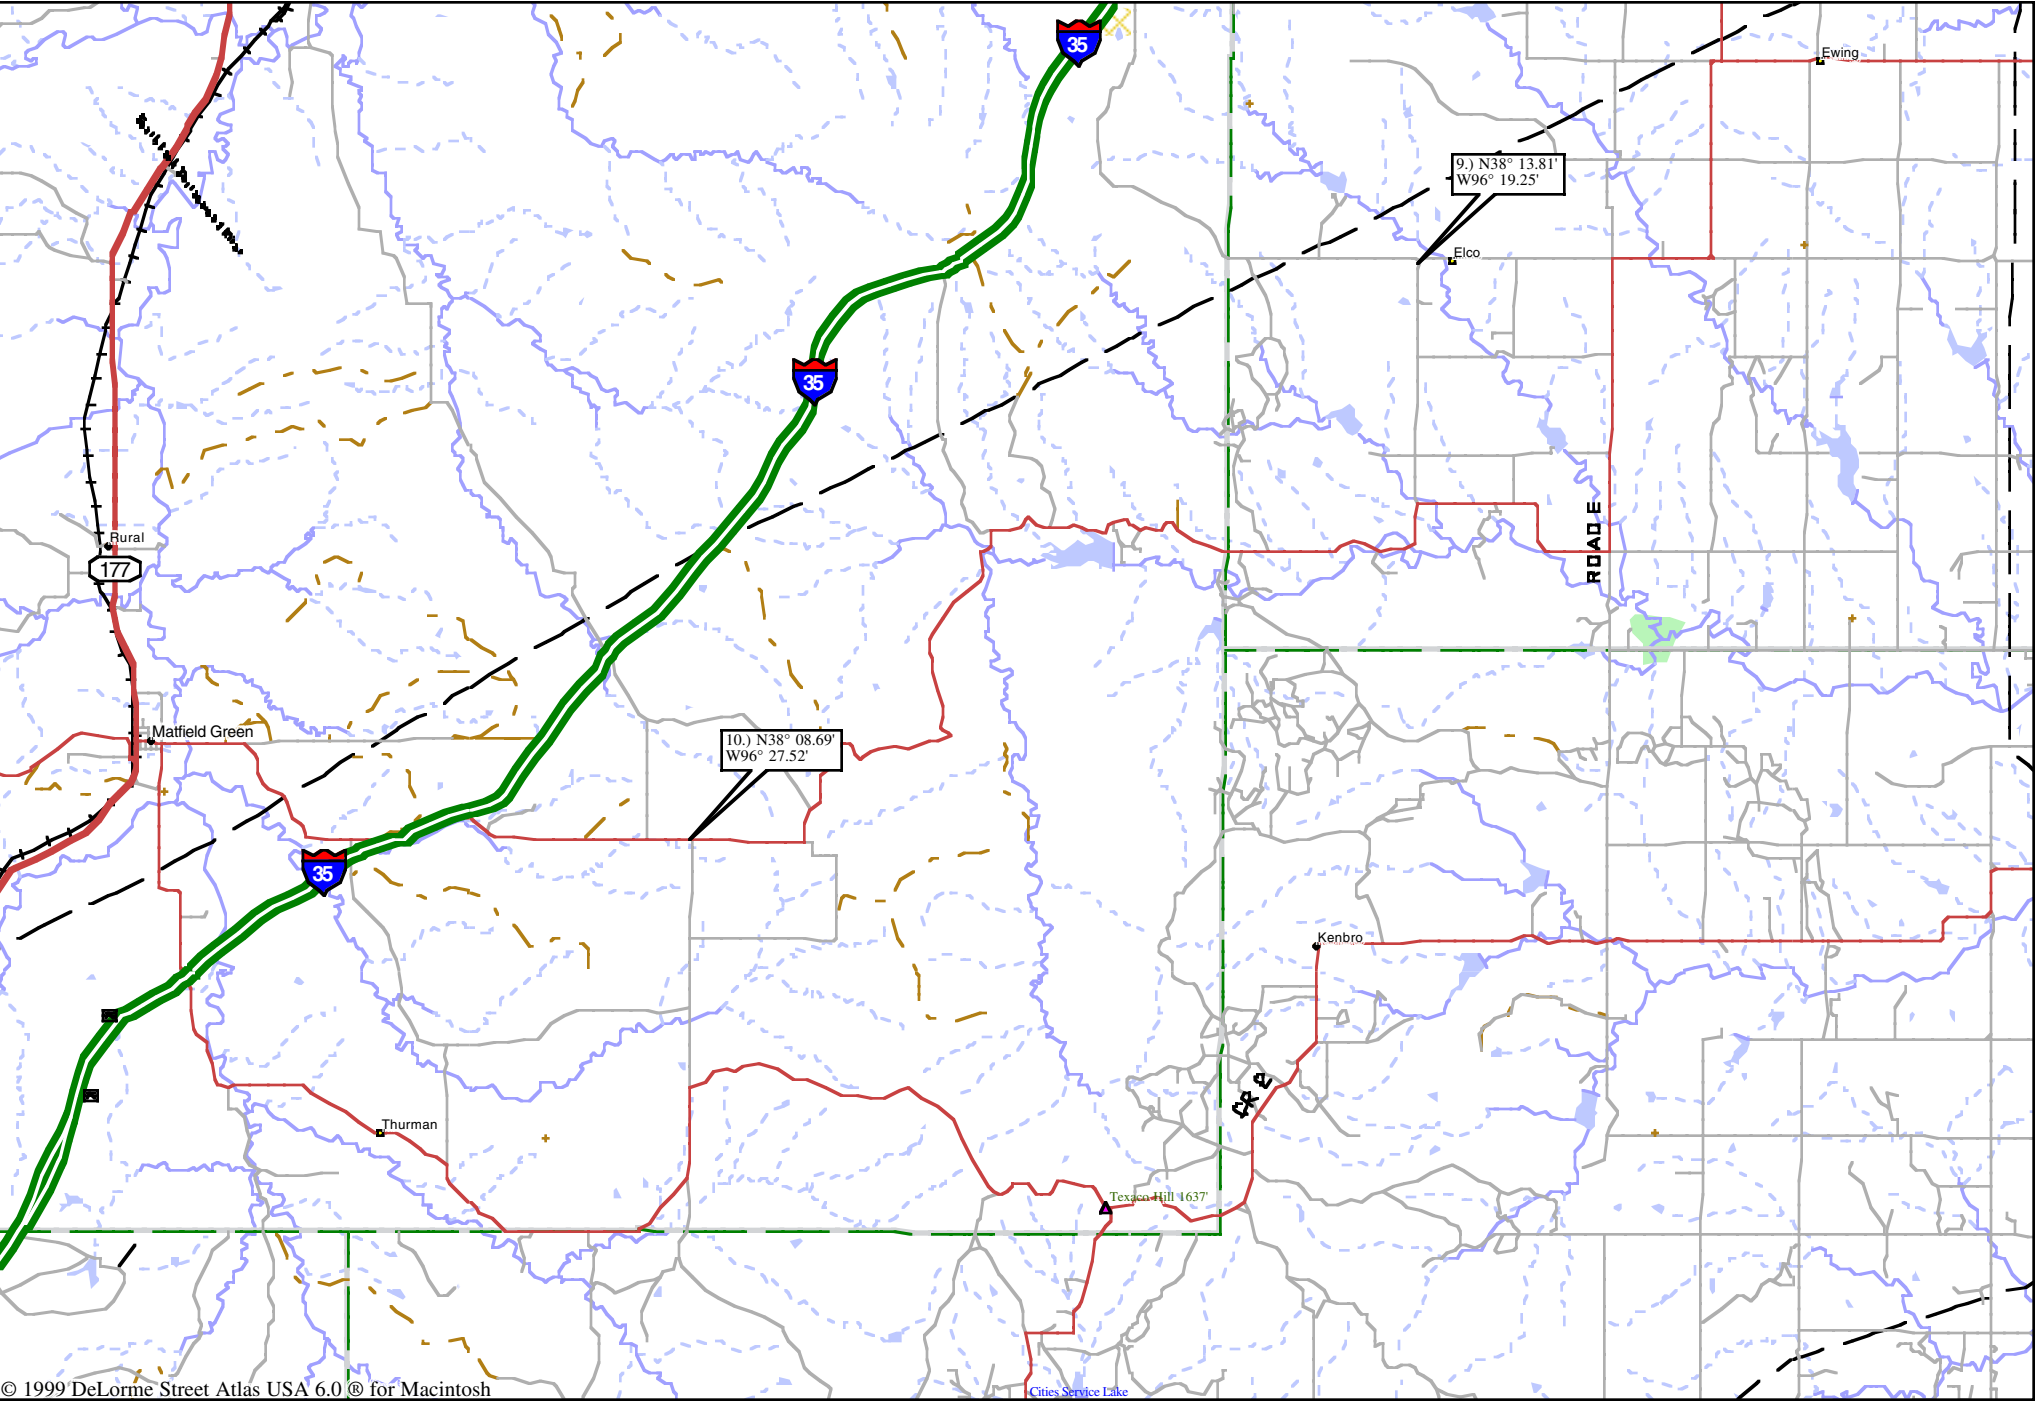 35
Ewing
9.) N38° 13.81'
W96° 19.25'
Elco
35
ROAD E
Rural
177
Matfield Green
10.) N38° 08.69'
W96° 27.52'
35
Kenbro
CR 2
Thurman
Texaco Hill 1637'
© 1999 DeLorme Street Atlas USA 6.0 ® for Macintosh
Cities Service Lake